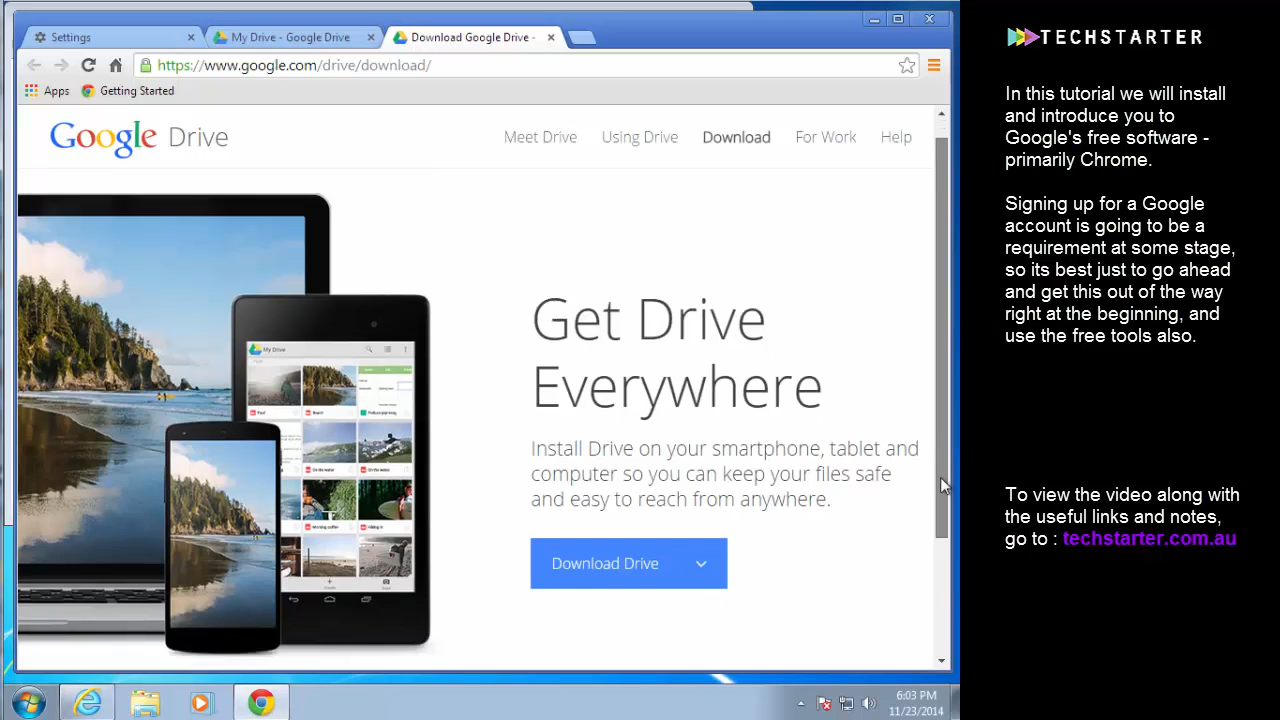 Settings
My Drive - Google Drive
Download Google Drive -
https://www.google.com/drive/download/
Apps
Getting Started
Google Drive
Meet Drive
Using Drive
Download
For Work
Help
My Drive
Get Drive
Everywhere
Install Drive on your smartphone, tablet and
computer so you can keep your files safe
and easy to reach from anywhere.
Download Drive
6:03 PM
11/23/2014
TECHSTARTER
In this tutorial we will install
and introduce you to
Google's free software -
primarily Chrome.
Signing up for a Google
account is going to be a
requirement at some stage,
so its best just to go ahead
and get this out of the way
right at the beginning, and
use the free tools also.
To view the video along with
the useful links and notes,
go to : techstarter.com.au